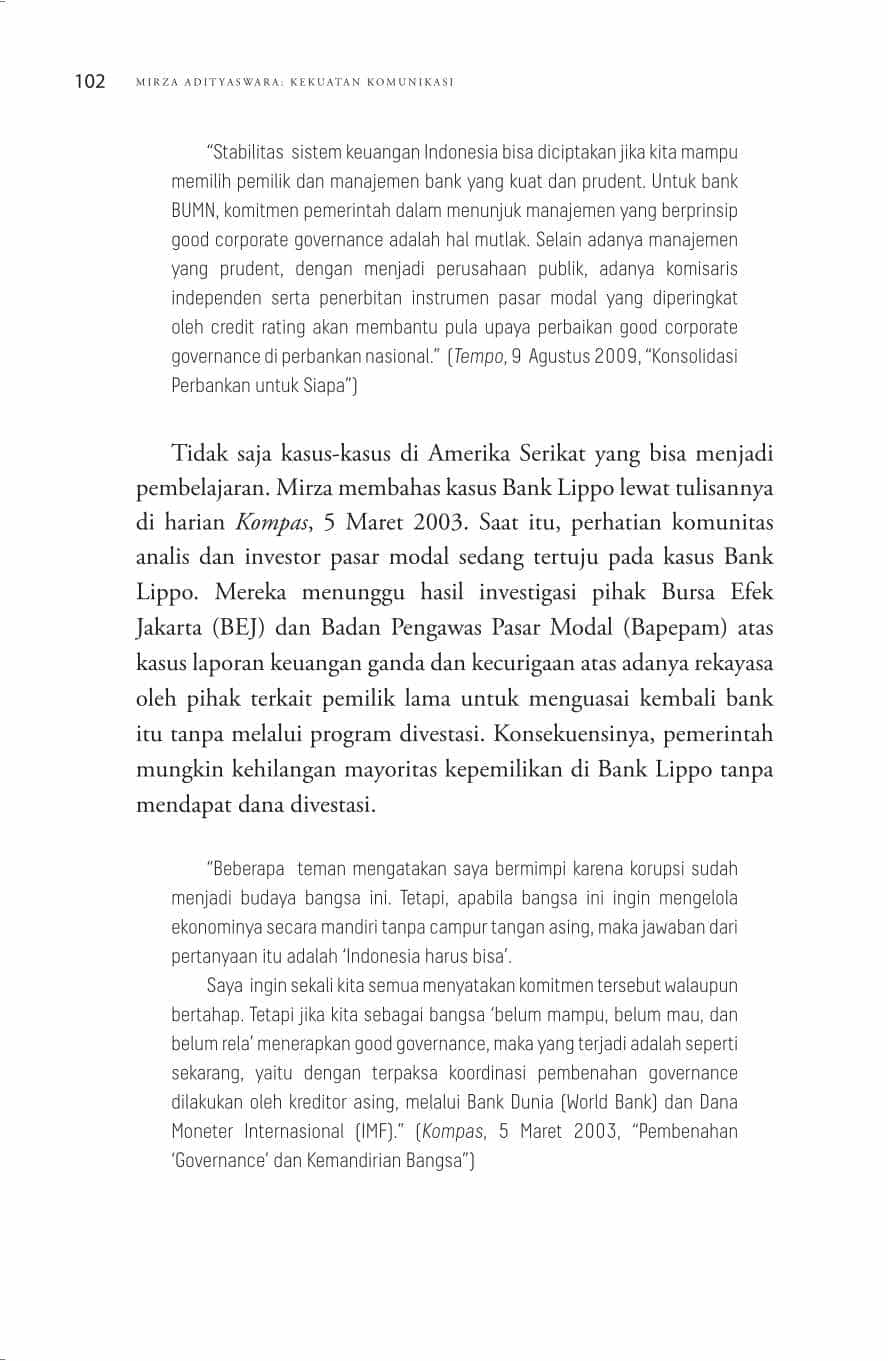 102 MIRZA ADITYASWARA: KEKUATAN KOMUNIKASI
“Stabilitas sistem keuangan Indonesia bisa diciptakan jika kita mampu
memilih pemilik dan manajemen bank yang kuat dan prudent. Untuk bank
BUMN, komitmen pemerintah dalam menunjuk manajemen yang berprinsip
good corporate governance adalah hal mutlak. Selain adanya manajemen
yang prudent, dengan menjadi perusahaan publik, adanya komisaris
independen serta penerbitan instrumen pasar modal yang diperingkat
oleh credit rating akan membantu pula upaya perbaikan good corporate
governance di perbankan nasional.” (Tempo, 9 Agustus 2009, “Konsolidasi
Perbankan untuk Siapa”)
Tidak saja kasus-kasus di Amerika Serikat yang bisa menjadi
pembelajaran. Mirza membahas kasus Bank Lippo lewat tulisannya
di harian Kompas, 5 Maret 2003. Saat itu, perhatian komunitas
analis dan investor pasar modal sedang tertuju pada kasus Bank
Lippo. Mereka menunggu hasil investigasi pihak Bursa Efek
Jakarta (BEJ) dan Badan Pengawas Pasar Modal (Bapepam) atas
kasus laporan keuangan ganda dan kecurigaan atas adanya rekayasa
oleh pihak terkait pemilik lama untuk menguasai kembali bank
itu tanpa melalui program divestasi. Konsekuensinya, pemerintah
mungkin kehilangan mayoritas kepemilikan di Bank Lippo tanpa
mendapat dana divestasi.
“Beberapa teman mengatakan saya bermimpi karena korupsi sudah
menjadi budaya bangsa ini. Tetapi, apabila bangsa ini ingin mengelola
ekonominya secara mandiri tanpa campur tangan asing, maka jawaban dari
pertanyaan itu adalah ‘Indonesia harus bisa’.
Saya ingin sekali kita semua menyatakan komitmen tersebut walaupun
bertahap. Tetapi jika kita sebagai bangsa ‘belum mampu, belum mau, dan
belum rela’ menerapkan good governance, maka yang terjadi adalah seperti
sekarang, yaitu dengan terpaksa koordinasi pembenahan governance
dilakukan oleh kreditor asing, melalui Bank Dunia (World Bank) dan Dana
Moneter Internasional (IMF).” (Kompas, 5 Maret 2003, “Pembenahan
‘Governance’ dan Kemandirian Bangsa”)